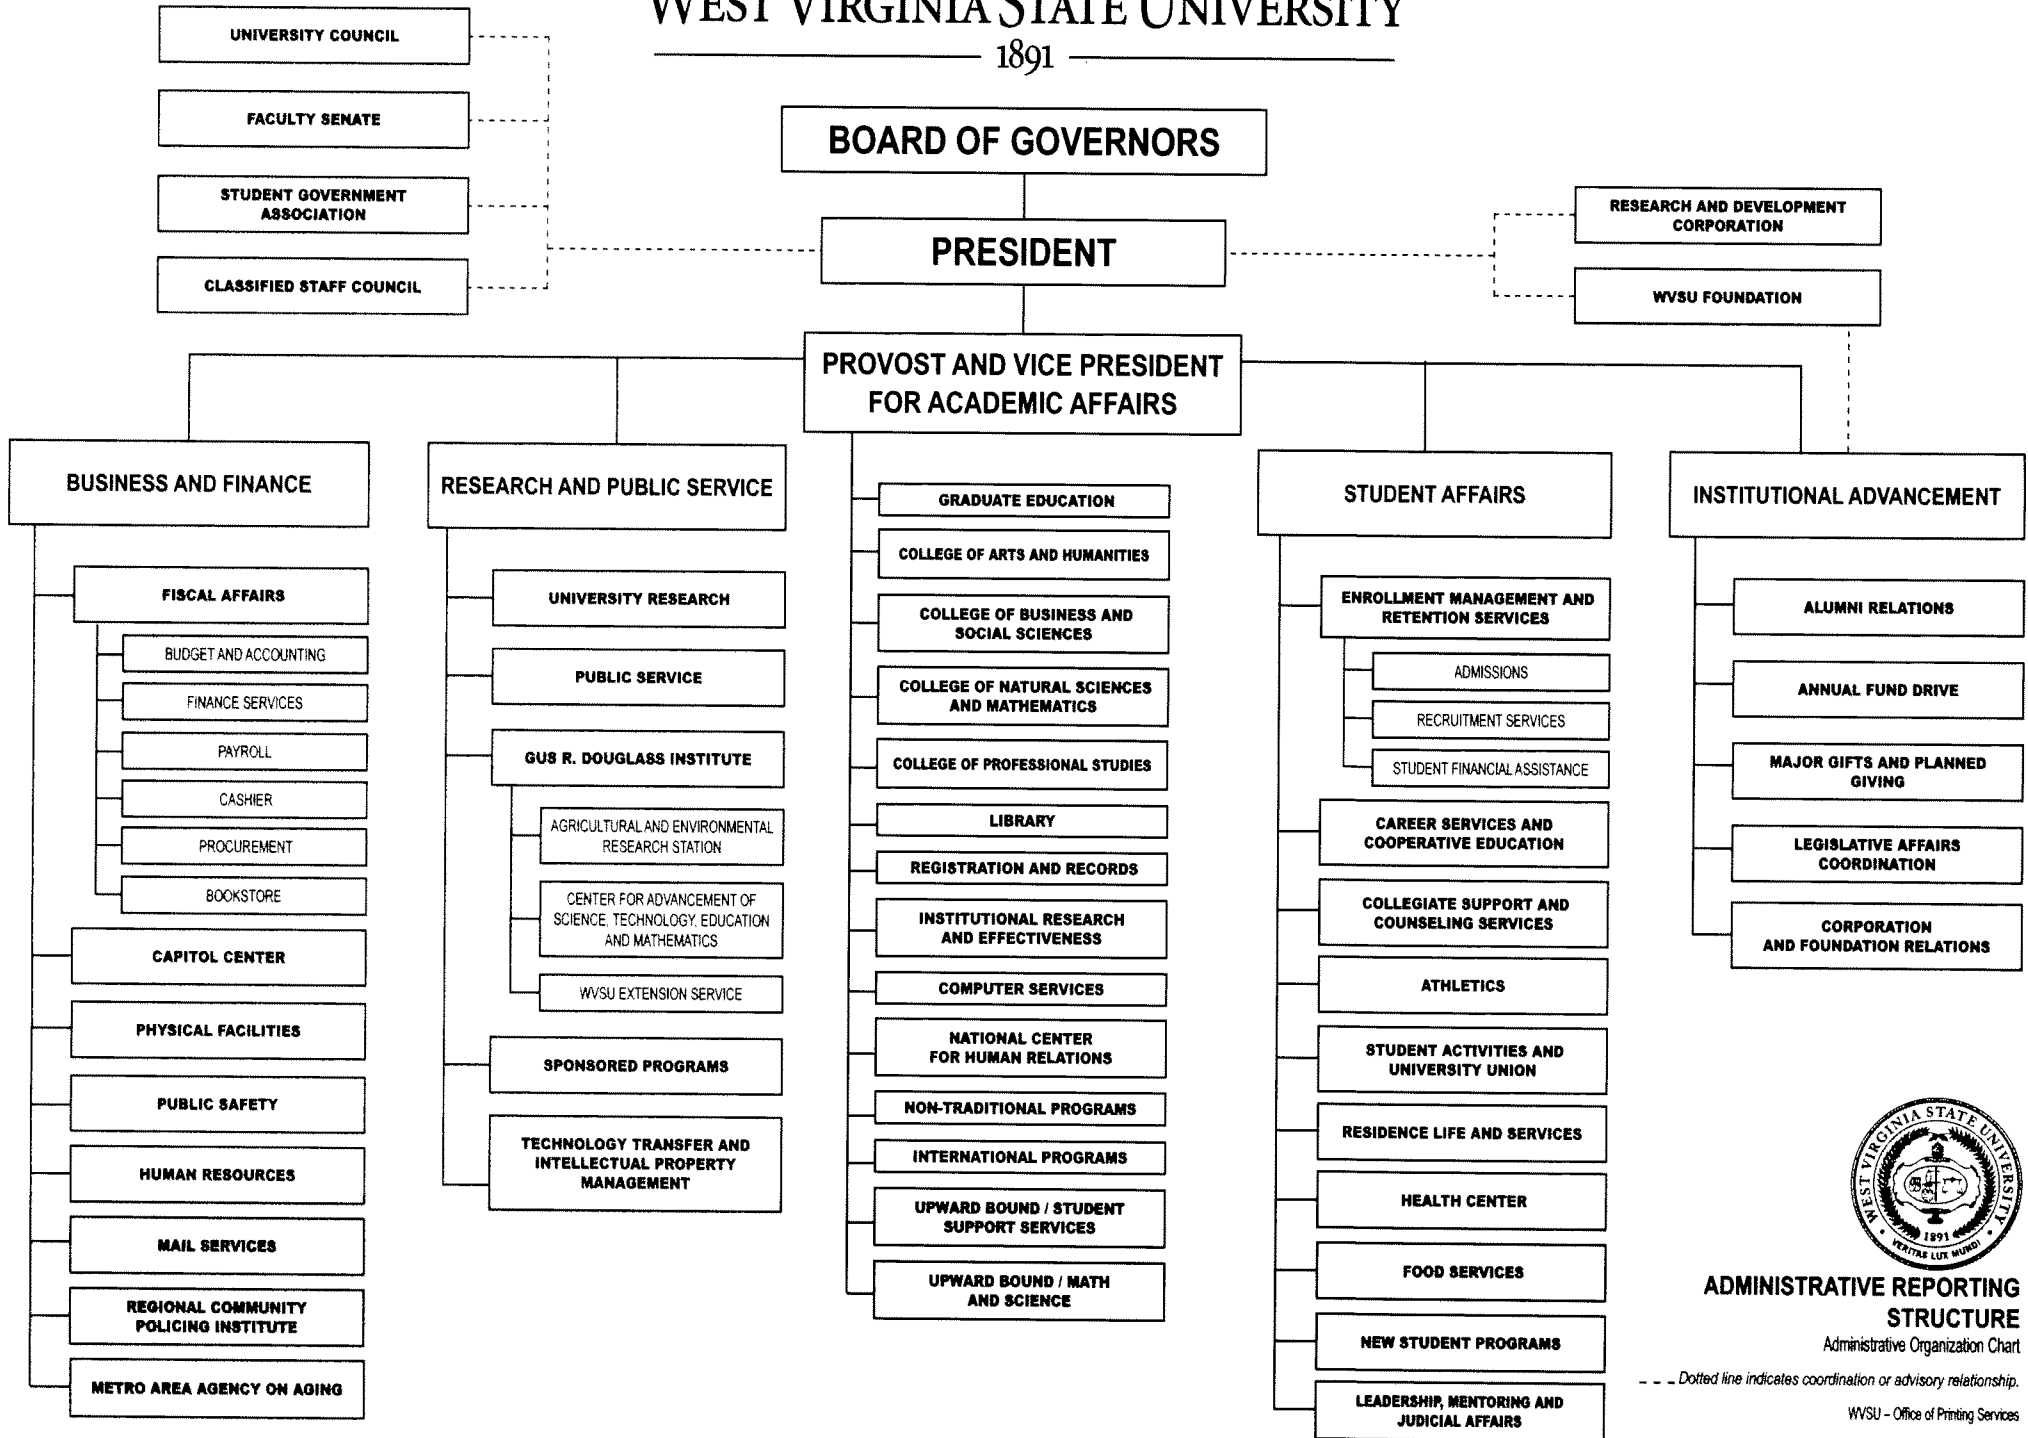 WEST VIRGINIA STATE UNIVERSITY
1891
UNIVERSITY COUNCIL
FACULTY SENATE
STUDENT GOVERNMENT
ASSOCIATION
CLASSIFIED STAFF COUNCIL
BOARD OF GOVERNORS
PRESIDENT
RESEARCH AND DEVELOPMENT
CORPORATION
WVSU FOUNDATION
PROVOST AND VICE PRESIDENT
FOR ACADEMIC AFFAIRS
BUSINESS AND FINANCE
FISCAL AFFAIRS
BUDGET AND ACCOUNTING
FINANCE SERVICES
PAYROLL
CASHIER
PROCUREMENT
BOOKSTORE
CAPITOL CENTER
PHYSICAL FACILITIES
PUBLIC SAFETY
HUMAN RESOURCES
MAIL SERVICES
REGIONAL COMMUNITY
POLICING INSTITUTE
METRO AREA AGENCY ON AGING
RESEARCH AND PUBLIC SERVICE
UNIVERSITY RESEARCH
PUBLIC SERVICE
GUS R. DOUGLASS INSTITUTE
AGRICULTURAL AND ENVIRONMENTAL
RESEARCH STATION
CENTER FOR ADVANCEMENT OF
SCIENCE, TECHNOLOGY, EDUCATION
AND MATHEMATICS
WVSU EXTENSION SERVICE
SPONSORED PROGRAMS
TECHNOLOGY TRANSFER AND
INTELLECTUAL PROPERTY
MANAGEMENT
GRADUATE EDUCATION
COLLEGE OF ARTS AND HUMANITIES
COLLEGE OF BUSINESS AND
SOCIAL SCIENCES
COLLEGE OF NATURAL SCIENCES
AND MATHEMATICS
COLLEGE OF PROFESSIONAL STUDIES
LIBRARY
REGISTRATION AND RECORDS
INSTITUTIONAL RESEARCH
AND EFFECTIVENESS
COMPUTER SERVICES
NATIONAL CENTER
FOR HUMAN RELATIONS
NON-TRADITIONAL PROGRAMS
INTERNATIONAL PROGRAMS
UPWARD BOUND / STUDENT
SUPPORT SERVICES
UPWARD BOUND / MATH
AND SCIENCE
STUDENT AFFAIRS
ENROLLMENT MANAGEMENT AND
RETENTION SERVICES
ADMISSIONS
RECRUITMENT SERVICES
STUDENT FINANCIAL ASSISTANCE
CAREER SERVICES AND
COOPERATIVE EDUCATION
COLLEGIATE SUPPORT AND
COUNSELING SERVICES
ATHLETICS
STUDENT ACTIVITIES AND
UNIVERSITY UNION
RESIDENCE LIFE AND SERVICES
HEALTH CENTER
FOOD SERVICES
NEW STUDENT PROGRAMS
LEADERSHIP, MENTORING AND
JUDICIAL AFFAIRS
INSTITUTIONAL ADVANCEMENT
ALUMNI RELATIONS
ANNUAL FUND DRIVE
MAJOR GIFTS AND PLANNED
GIVING
LEGISLATIVE AFFAIRS
COORDINATION
CORPORATION
AND FOUNDATION RELATIONS
WEST VIRGINIA STATE UNIVERSITY
1891
VERITAS LUX MUNDI
ADMINISTRATIVE REPORTING
STRUCTURE
Administrative Organization Chart
Dotted line indicates coordination or advisory relationship.
WVSU – Office of Printing Services